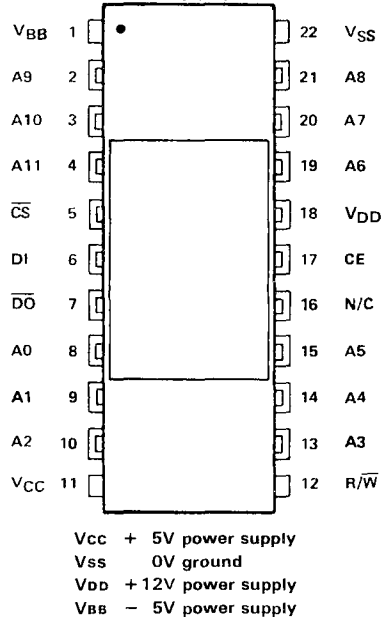 VBB 1 22 VSS
A9 2 21 A8
A10 3 20 A7
A11 4 19 A6
C̅S̅ 5 18 VDD
DI 6 17 CE
D̅O̅ 7 16 N/C
A0 8 15 A5
A1 9 14 A4
A2 10 13 A3
VCC 11 12 R/W̅
VCC + 5V power supply
VSS 0V ground
VDD +12V power supply
VBB − 5V power supply